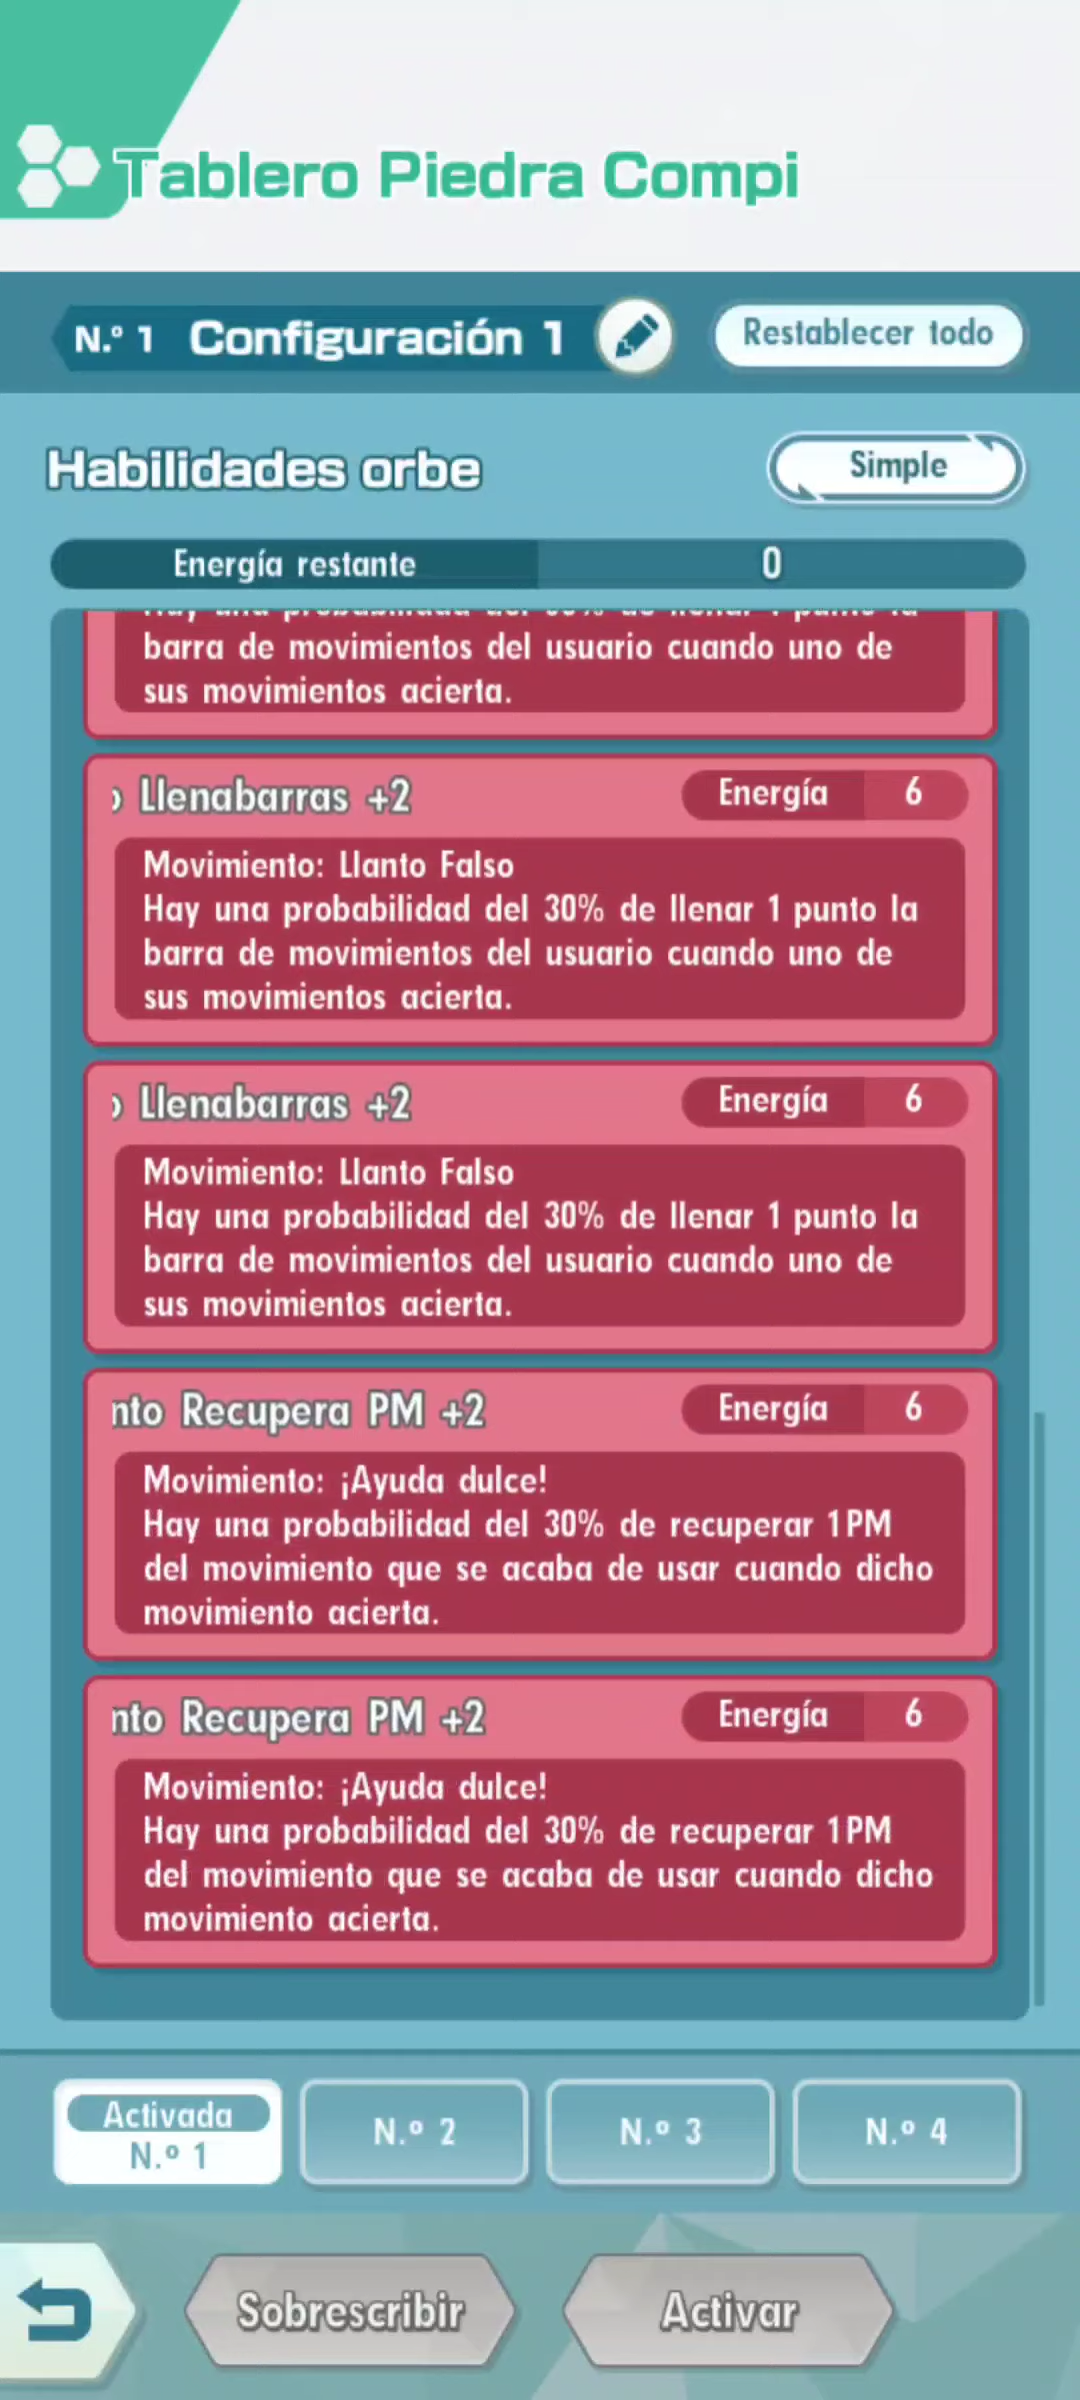 Tablero Piedra Compi
N.º 1 Configuración 1
Restablecer todo
Habilidades orbe
Simple
Energía restante 0
barra de movimientos del usuario cuando uno de
sus movimientos acierta.
o Llenabarras +2
Energía 6
Movimiento: Llanto Falso
Hay una probabilidad del 30% de llenar 1 punto la
barra de movimientos del usuario cuando uno de
sus movimientos acierta.
o Llenabarras +2
Energía 6
Movimiento: Llanto Falso
Hay una probabilidad del 30% de llenar 1 punto la
barra de movimientos del usuario cuando uno de
sus movimientos acierta.
nto Recupera PM +2
Energía 6
Movimiento: ¡Ayuda dulce!
Hay una probabilidad del 30% de recuperar 1 PM
del movimiento que se acaba de usar cuando dicho
movimiento acierta.
nto Recupera PM +2
Energía 6
Movimiento: ¡Ayuda dulce!
Hay una probabilidad del 30% de recuperar 1 PM
del movimiento que se acaba de usar cuando dicho
movimiento acierta.
Activada
N.º 1
N.º 2
N.º 3
N.º 4
Sobrescribir
Activar